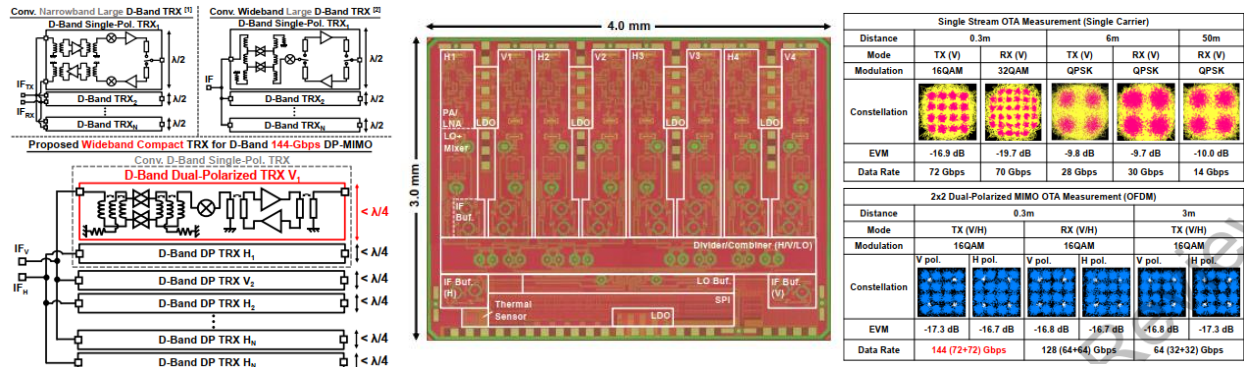 Conv. Narrowband Large D-Band TRX [1]
D-Band Single-Pol. TRX1
λ/2
IFTX
IFRX
D-Band TRX2
λ/2
D-Band TRXN
λ/2
Conv. Wideband Large D-Band TRX [2]
D-Band Single-Pol. TRX1
λ/2
IF
D-Band TRX2
λ/2
D-Band TRXN
λ/2
Proposed Wideband Compact TRX for D-Band 144-Gbps DP-MIMO
Conv. D-Band Single-Pol. TRX
D-Band Dual-Polarized TRX V1
< λ/4
IFV
IFH
D-Band DP TRX H1
< λ/4
D-Band DP TRX V2
< λ/4
D-Band DP TRX H2
< λ/4
D-Band DP TRX HN
< λ/4
D-Band DP TRX HN
< λ/4
4.0 mm
3.0 mm
H1 V1 H2 V2 H3 V3 H4 V4
PA/
LNA
LDO LDO LDO LDO
LO+
Mixer
IF
Buf.
Divider/Combiner (H/V/LO)
IF Buf.
(H)
LO Buf.
IF Buf.
(V)
SPI
Thermal
Sensor
LDO
Single Stream OTA Measurement (Single Carrier)
Distance 0.3m 6m 50m
Mode TX (V) RX (V) TX (V) RX (V) RX (V)
Modulation 16QAM 32QAM QPSK QPSK QPSK
Constellation
EVM -16.9 dB -19.7 dB -9.8 dB -9.7 dB -10.0 dB
Data Rate 72 Gbps 70 Gbps 28 Gbps 30 Gbps 14 Gbps
2x2 Dual-Polarized MIMO OTA Measurement (OFDM)
Distance 0.3m 3m
Mode TX (V/H) RX (V/H) TX (V/H)
Modulation 16QAM 16QAM 16QAM
V pol. H pol. V pol. H pol. V pol. H pol.
Constellation
EVM -17.3 dB -16.7 dB -16.8 dB -16.7 dB -16.8 dB -17.3 dB
Data Rate 144 (72+72) Gbps 128 (64+64) Gbps 64 (32+32) Gbps
Review